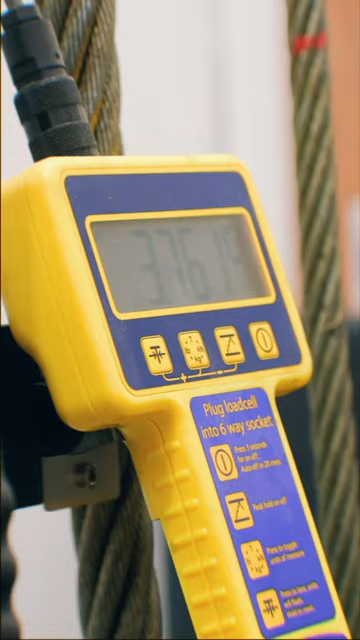 3761
Plug loadcell
into 6 way socket
Press 3 seconds
for on-off.
Auto-off in 20 mins
Peak hold on-off
Press to toggle
units of measure
Press to tare, units
will flash.
Hold to reset.